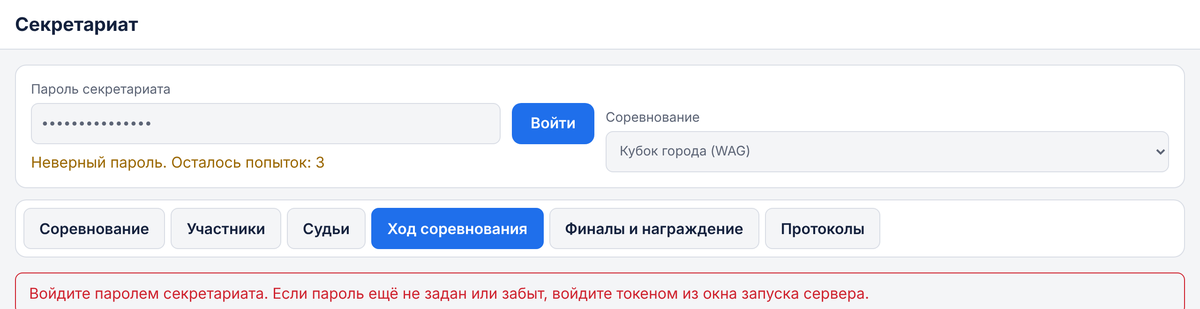 Секретариат
Пароль секретариата
•••••••••••••••
Войти
Неверный пароль. Осталось попыток: 3
Соревнование
Кубок города (WAG)
Соревнование Участники Судьи Ход соревнования Финалы и награждение Протоколы
Войдите паролем секретариата. Если пароль ещё не задан или забыт, войдите токеном из окна запуска сервера.